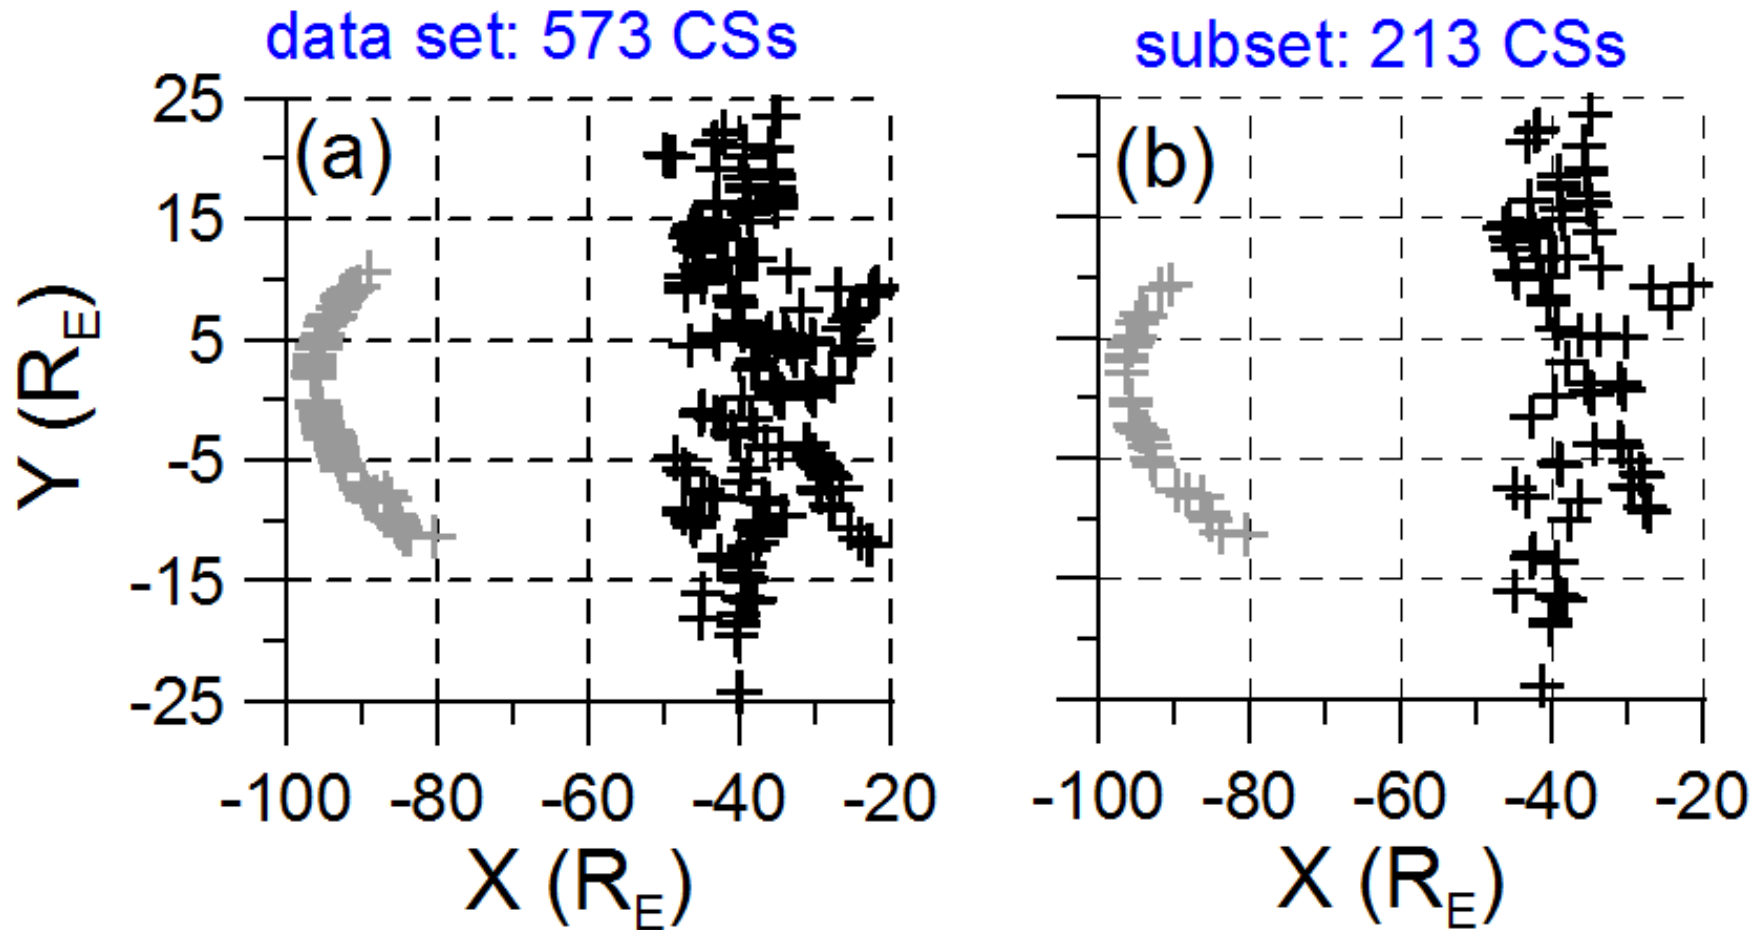 data set: 573 CSs
subset: 213 CSs
(a)
(b)
25
15
5
-5
-15
-25
Y (RE)
-100 -80 -60 -40 -20
-100 -80 -60 -40 -20
X (RE)
X (RE)